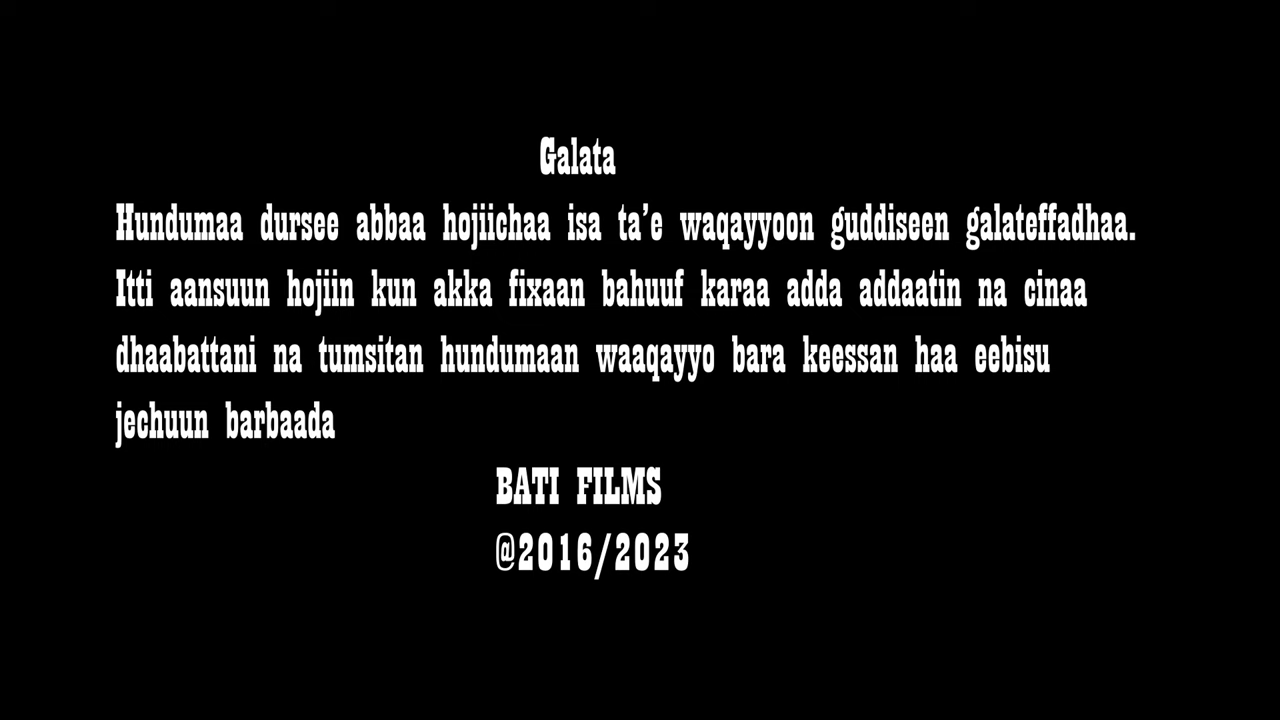 Galata
Hundumaa dursee abbaa hojiichaa isa ta’e waqayyoon guddiseen galateffadhaa.
Itti aansuun hojiin kun akka fixaan bahuuf karaa adda addaatin na cinaa
dhaabattani na tumsitan hundumaan waaqayyo bara keessan haa eebisu
jechuun barbaada
BATI FILMS
@2016/2023